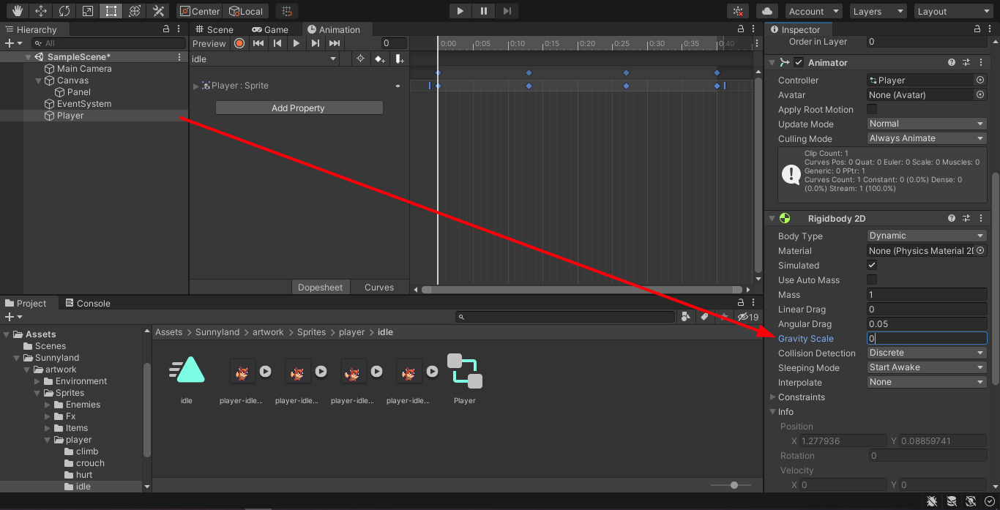 Center
Local
Account
Layers
Layout
Hierarchy
All
SampleScene*
Main Camera
Canvas
Panel
EventSystem
Player
Scene
Game
Animation
Preview
0
idle
Player : Sprite
Add Property
Dopesheet
Curves
0:00
0:05
0:10
0:15
0:20
0:25
0:30
0:35
0:40
Project
Console
19
Assets
Scenes
Sunnyland
artwork
Environment
Sprites
Enemies
Fx
Items
player
climb
crouch
hurt
idle
Assets > Sunnyland > artwork > Sprites > player > idle
idle
player-idle...
player-idle...
player-idle...
player-idle...
Player
Inspector
Order in Layer 0
Animator
Controller Player
Avatar None (Avatar)
Apply Root Motion
Update Mode Normal
Culling Mode Always Animate
Clip Count: 1
Curves Pos: 0 Quat: 0 Euler: 0 Scale: 0 Muscles: 0
Generic: 0 PPtr: 1
Curves Count: 1 Constant: 0 (0.0%) Dense: 0
(0.0%) Stream: 1 (100.0%)
Rigidbody 2D
Body Type Dynamic
Material None (Physics Material 2D
Simulated
Use Auto Mass
Mass 1
Linear Drag 0
Angular Drag 0.05
Gravity Scale 0
Collision Detection Discrete
Sleeping Mode Start Awake
Interpolate None
Constraints
Info
Position
X 1.277936 Y 0.08859741
Rotation 0
Velocity
X 0 Y 0